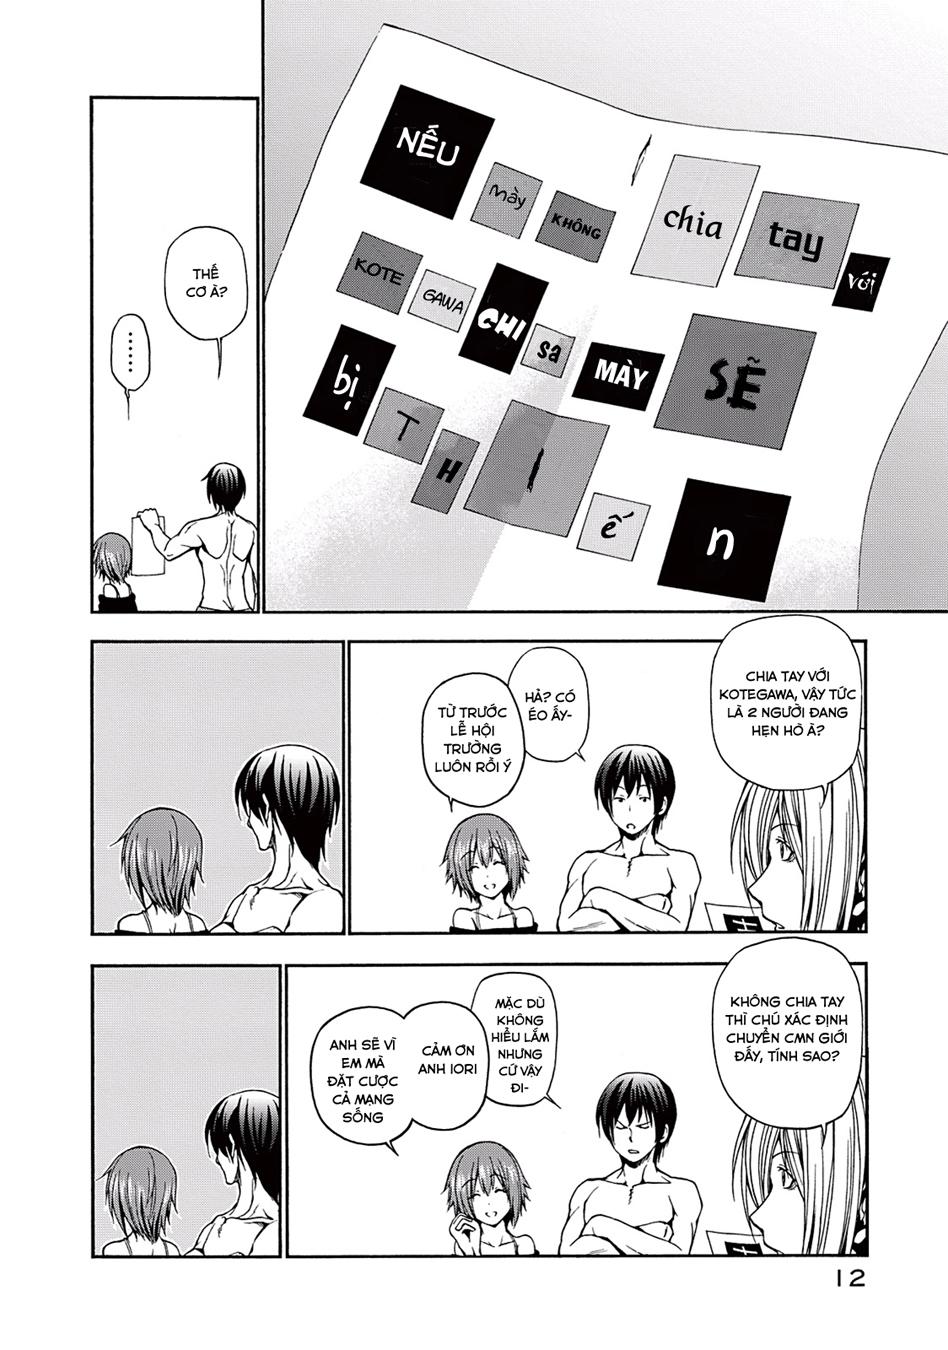 NẾU mày KHÔNG chia tay với
KOTE GAWA CHI sa MÀY SẼ
bị T H I ế n
THẾ
CƠ À?
......
CHIA TAY VỚI
KOTEGAWA, VẬY TỨC
LÀ 2 NGƯỜI ĐANG
HẸN HÒ À?
HẢ? CÓ
ÉO ẤY-
TỪ TRƯỚC
LỄ HỘI
TRƯỜNG
LUÔN RỒI Ý
KHÔNG CHIA TAY
THÌ CHÚ XÁC ĐỊNH
CHUYỂN CMN GIỚI
ĐẤY, TÍNH SAO?
MẶC DÙ
KHÔNG
HIỂU LẮM
NHƯNG
CỨ VẬY
ĐI-
CẢM ƠN
ANH IORI
ANH SẼ VÌ
EM MÀ
ĐẶT CƯỢC
CẢ MẠNG
SỐNG
12